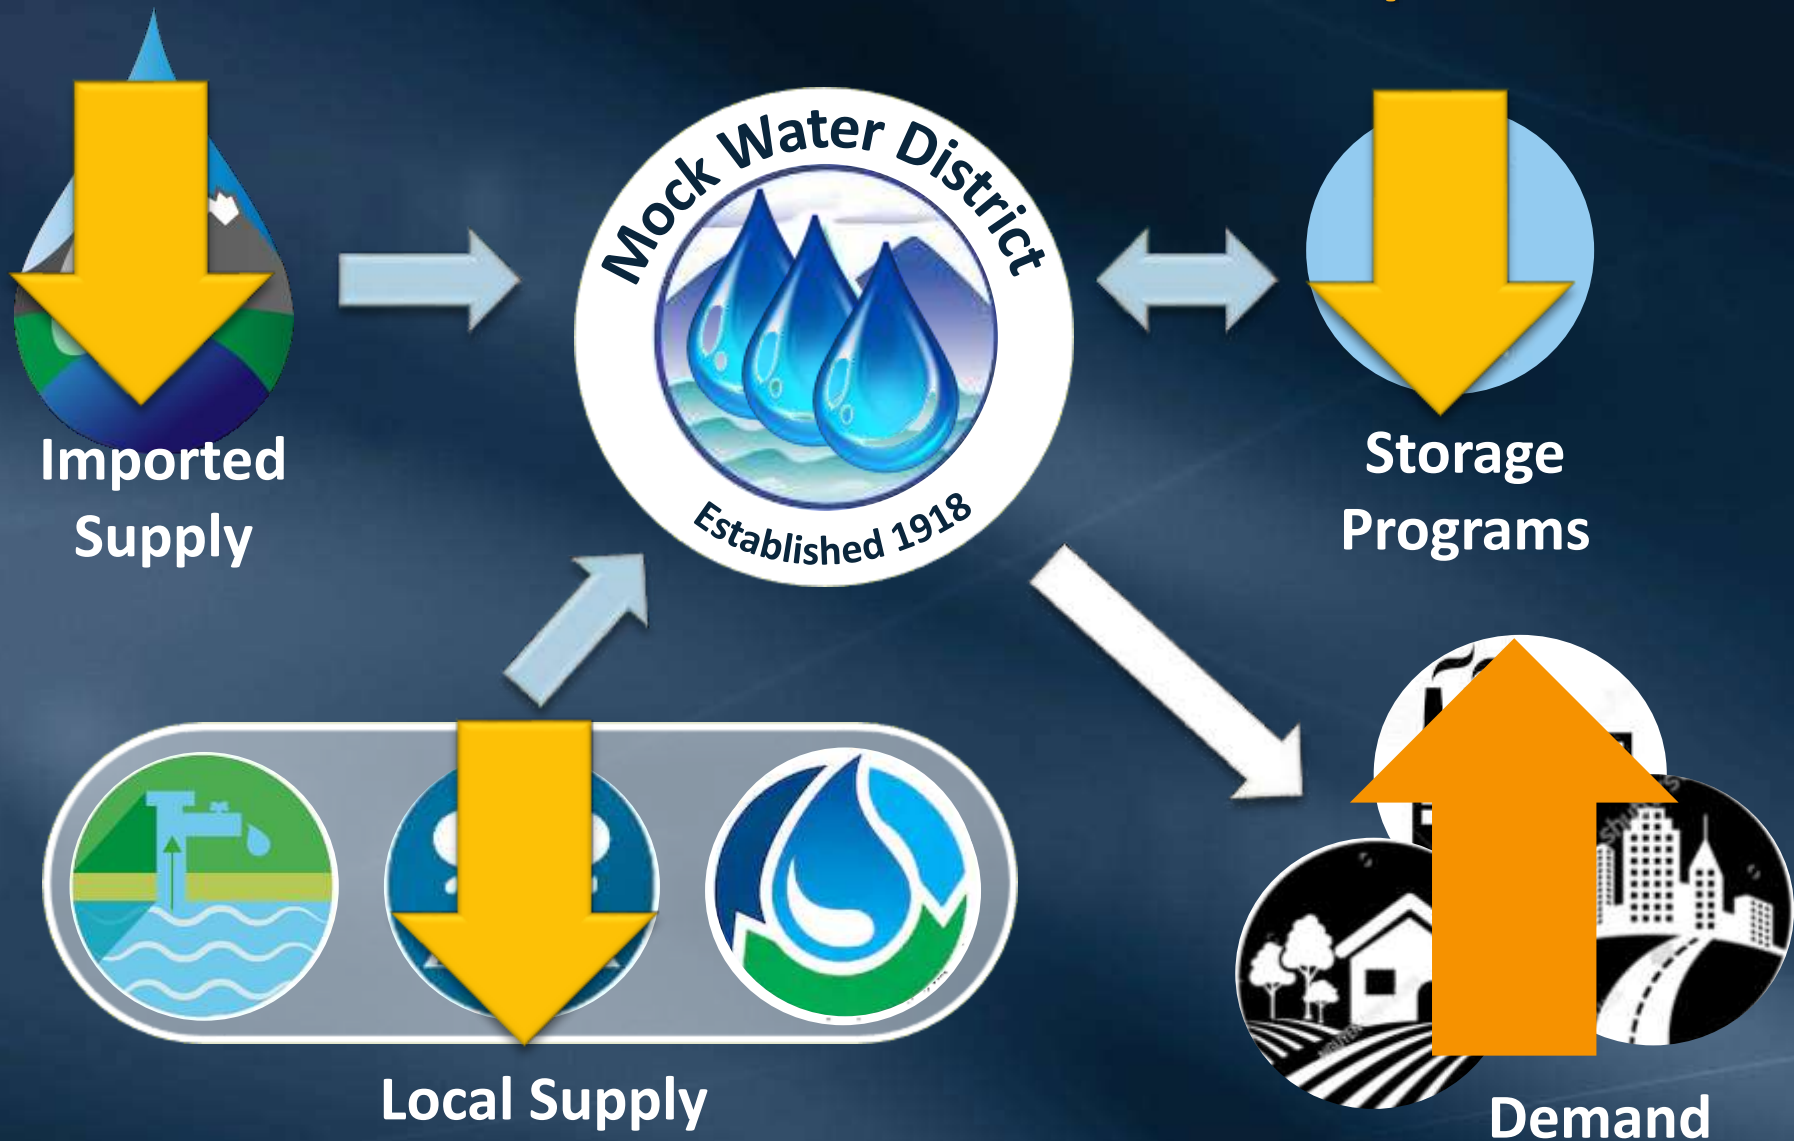 Mock Water District
Established 1918
Imported
Supply
Storage
Programs
Local Supply
Demand